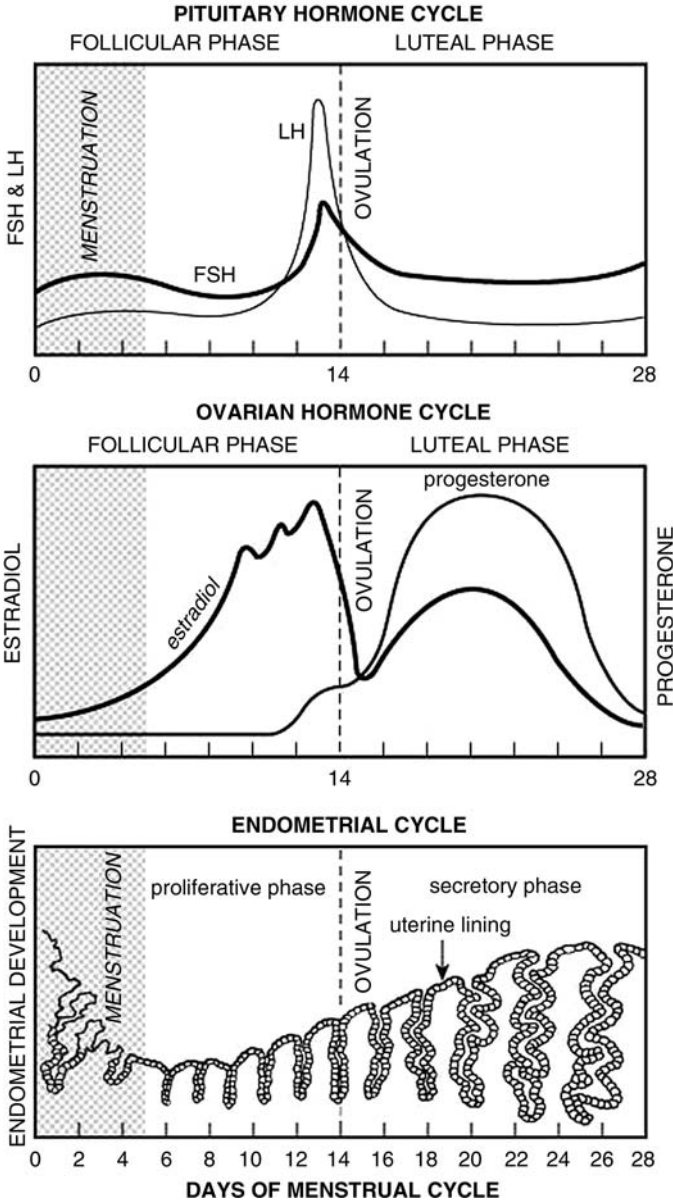 PITUITARY HORMONE CYCLE
FOLLICULAR PHASE LUTEAL PHASE
FSH & LH
MENSTRUATION
LH
FSH
OVULATION
0 14 28
OVARIAN HORMONE CYCLE
FOLLICULAR PHASE LUTEAL PHASE
ESTRADIOL
estradiol
OVULATION
progesterone
PROGESTERONE
0 14 28
ENDOMETRIAL CYCLE
ENDOMETRIAL DEVELOPMENT
MENSTRUATION
proliferative phase
OVULATION
secretory phase
uterine lining
0 2 4 6 8 10 12 14 16 18 20 22 24 26 28
DAYS OF MENSTRUAL CYCLE